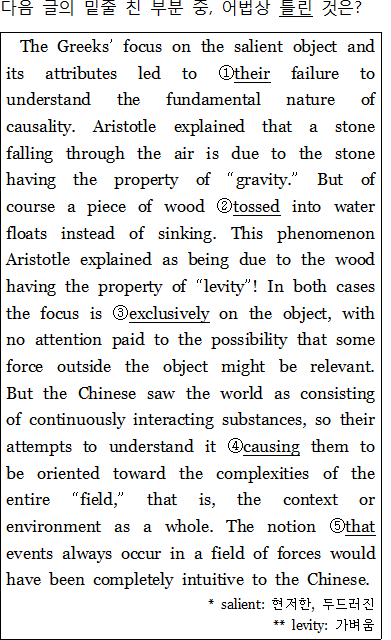 다음 글의 밑줄 친 부분 중, 어법상 틀린 것은?
The Greeks’ focus on the salient object and
its attributes led to ①their failure to
understand the fundamental nature of
causality. Aristotle explained that a stone
falling through the air is due to the stone
having the property of “gravity.” But of
course a piece of wood ②tossed into water
floats instead of sinking. This phenomenon
Aristotle explained as being due to the wood
having the property of “levity”! In both cases
the focus is ③exclusively on the object, with
no attention paid to the possibility that some
force outside the object might be relevant.
But the Chinese saw the world as consisting
of continuously interacting substances, so their
attempts to understand it ④causing them to
be oriented toward the complexities of the
entire “field,” that is, the context or
environment as a whole. The notion ⑤that
events always occur in a field of forces would
have been completely intuitive to the Chinese.
* salient: 현저한, 두드러진
** levity: 가벼움